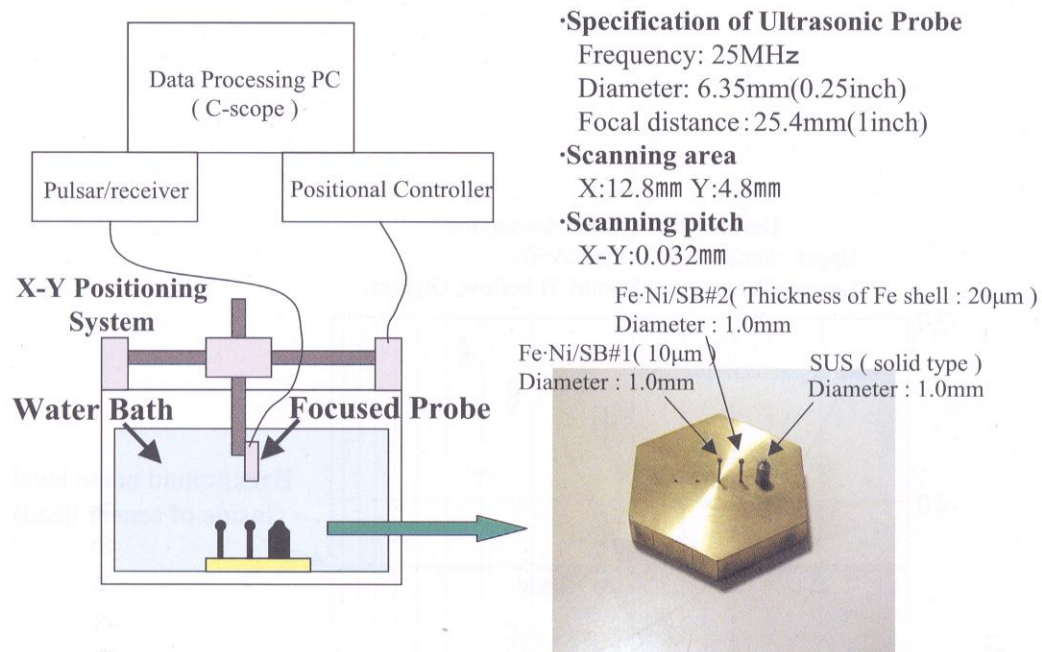 Data Processing PC
( C-scope )
Pulsar/receiver
Positional Controller
X-Y Positioning
System
Water Bath
Focused Probe
·Specification of Ultrasonic Probe
Frequency: 25MHz
Diameter: 6.35mm(0.25inch)
Focal distance:25.4mm(1inch)
·Scanning area
X:12.8mm Y:4.8mm
·Scanning pitch
X-Y:0.032mm
Fe·Ni/SB#2( Thickness of Fe shell : 20μm )
Diameter : 1.0mm
Fe·Ni/SB#1( 10μm )
Diameter : 1.0mm
SUS ( solid type )
Diameter : 1.0mm